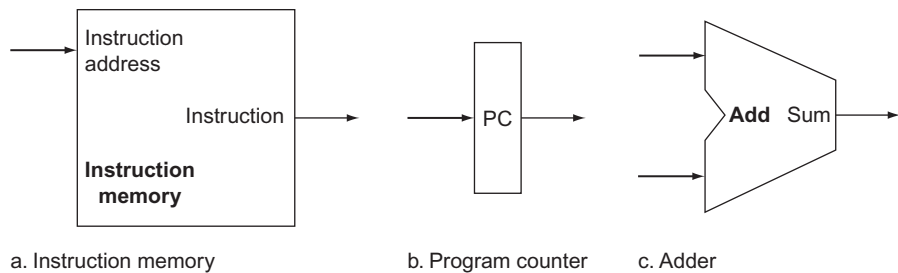 Instruction
address
Instruction
Instruction
memory
PC
Add Sum
a. Instruction memory
b. Program counter
c. Adder